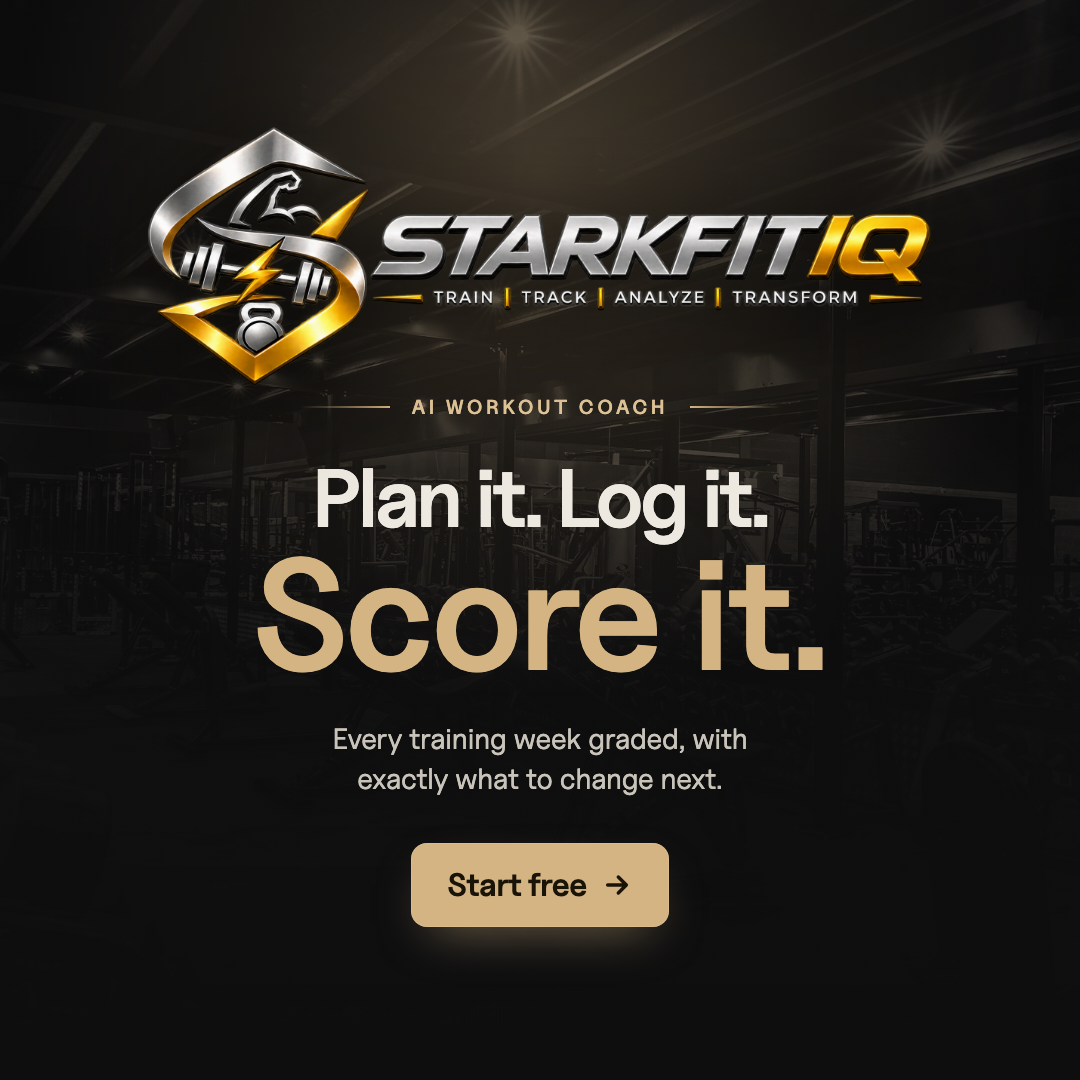 STARKFITIQ
TRAIN | TRACK | ANALYZE | TRANSFORM
AI WORKOUT COACH
Plan it. Log it.
Score it.
Every training week graded, with
exactly what to change next.
Start free →